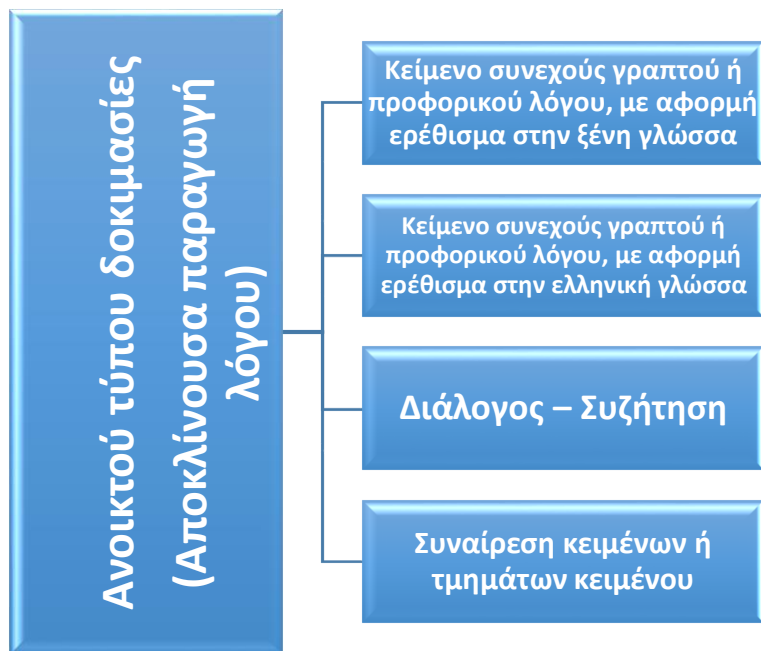 Ανοικτού τύπου δοκιμασίες
(Αποκλίνουσα παραγωγή
λόγου)
Κείμενο συνεχούς γραπτού ή
προφορικού λόγου, με αφορμή
ερέθισμα στην ξένη γλώσσα
Κείμενο συνεχούς γραπτού ή
προφορικού λόγου, με αφορμή
ερέθισμα στην ελληνική γλώσσα
Διάλογος – Συζήτηση
Συναίρεση κειμένων ή
τμημάτων κειμένου